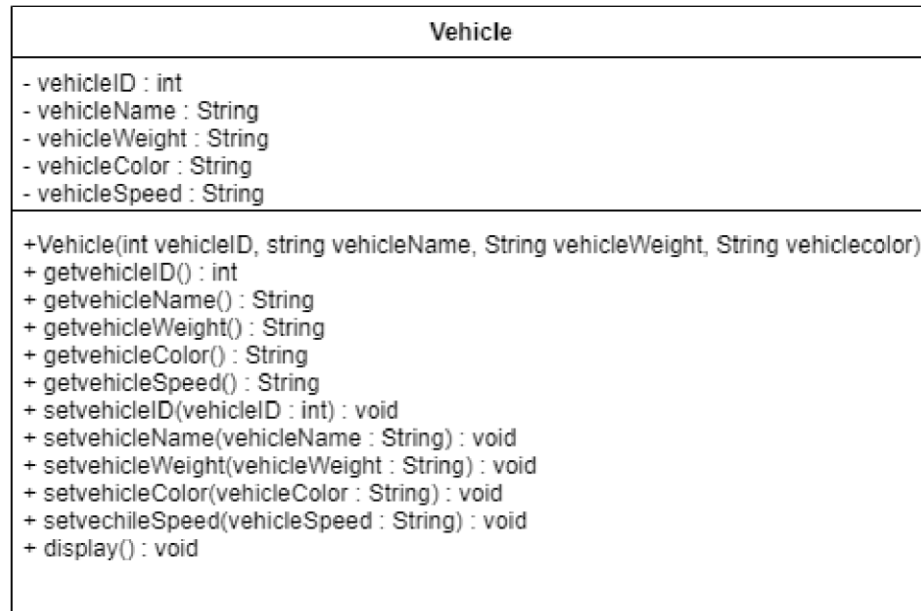 Vehicle
- vehicleID : int
- vehicleName : String
- vehicleWeight : String
- vehicleColor : String
- vehicleSpeed : String
+Vehicle(int vehicleID, string vehicleName, String vehicleWeight, String vehiclecolor)
+ getvehicleID() : int
+ getvehicleName() : String
+ getvehicleWeight() : String
+ getvehicleColor() : String
+ getvehicleSpeed() : String
+ setvehicleID(vehicleID : int) : void
+ setvehicleName(vehicleName : String) : void
+ setvehicleWeight(vehicleWeight : String) : void
+ setvehicleColor(vehicleColor : String) : void
+ setvechileSpeed(vehicleSpeed : String) : void
+ display() : void